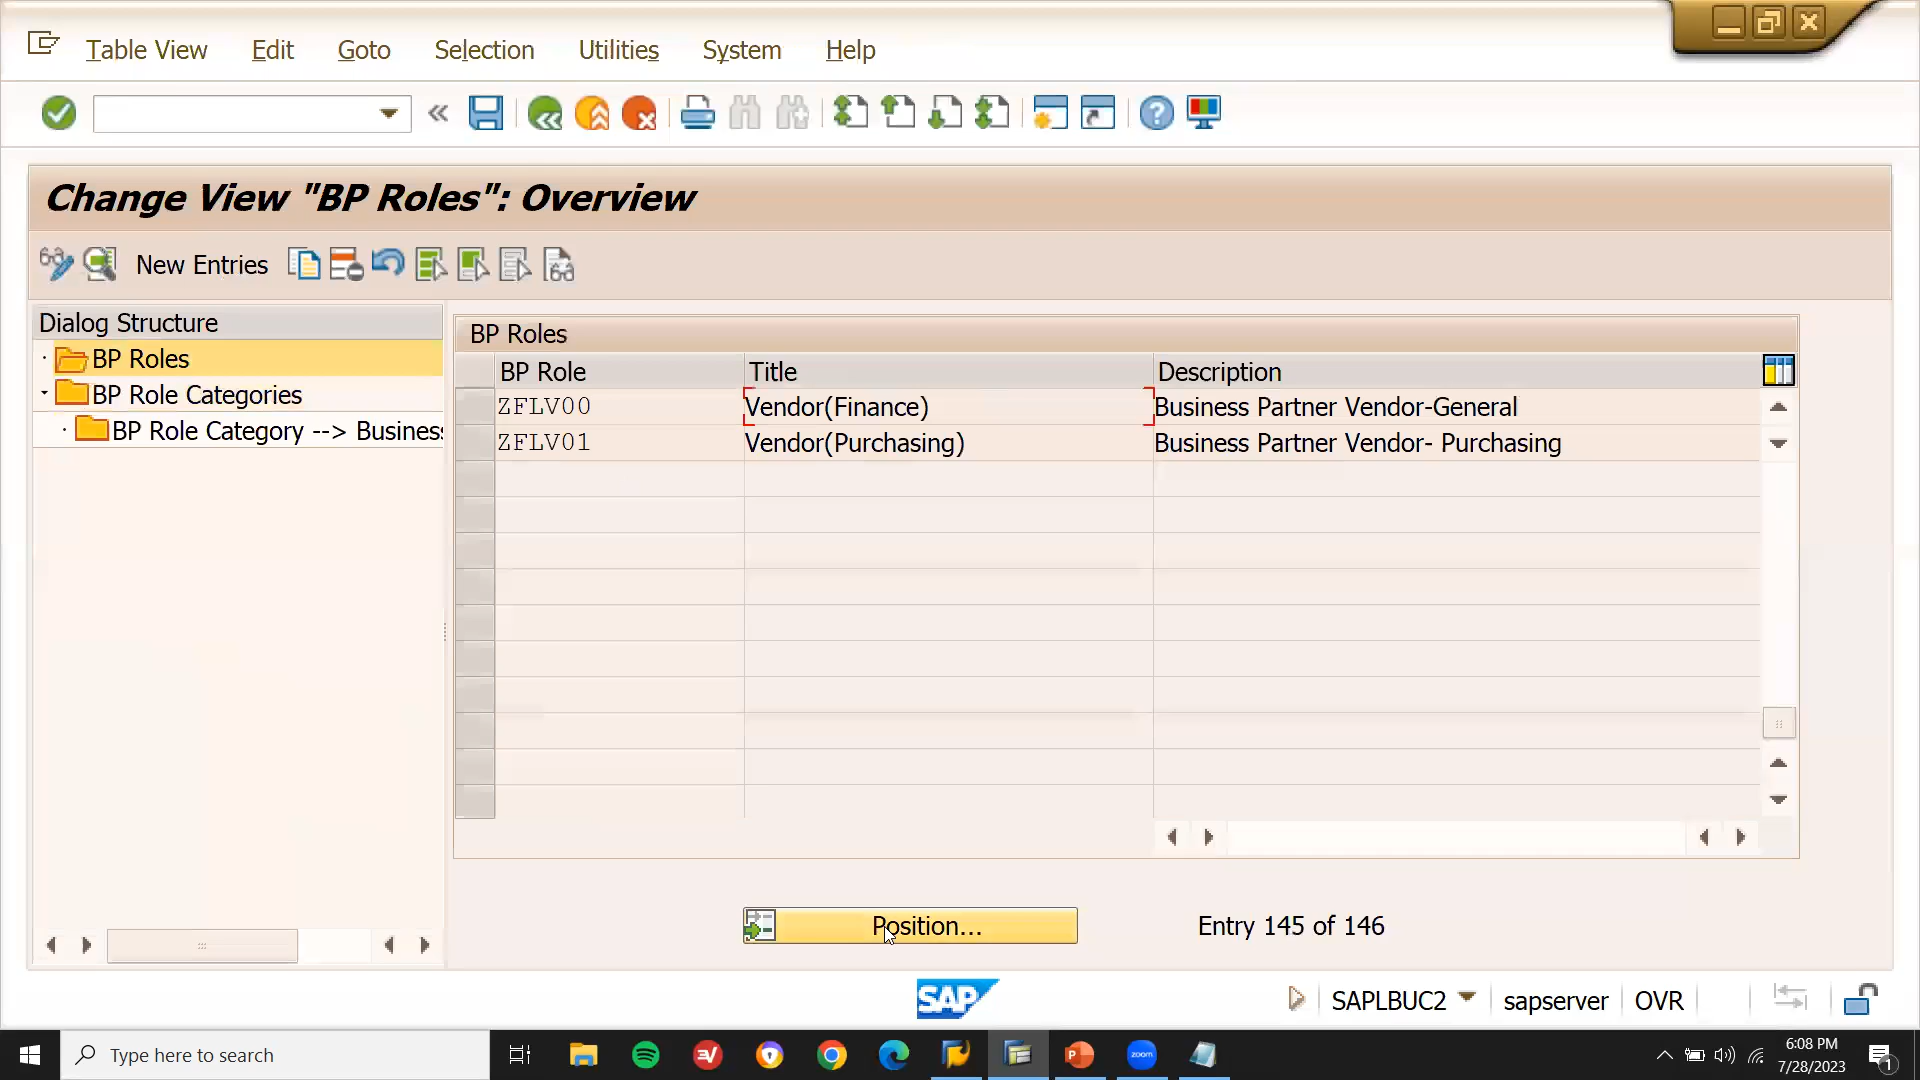 Table View Edit Goto Selection Utilities System Help
Change View "BP Roles": Overview
New Entries
Dialog Structure
BP Roles
BP Role Categories
BP Role Category --> Business
BP Roles
BP Role Title Description
ZFLV00 Vendor(Finance) Business Partner Vendor-General
ZFLV01 Vendor(Purchasing) Business Partner Vendor- Purchasing
Position... Entry 145 of 146
SAP SAPLBUC2 sapserver OVR
Type here to search
zoom
6:08 PM
7/28/2023
1